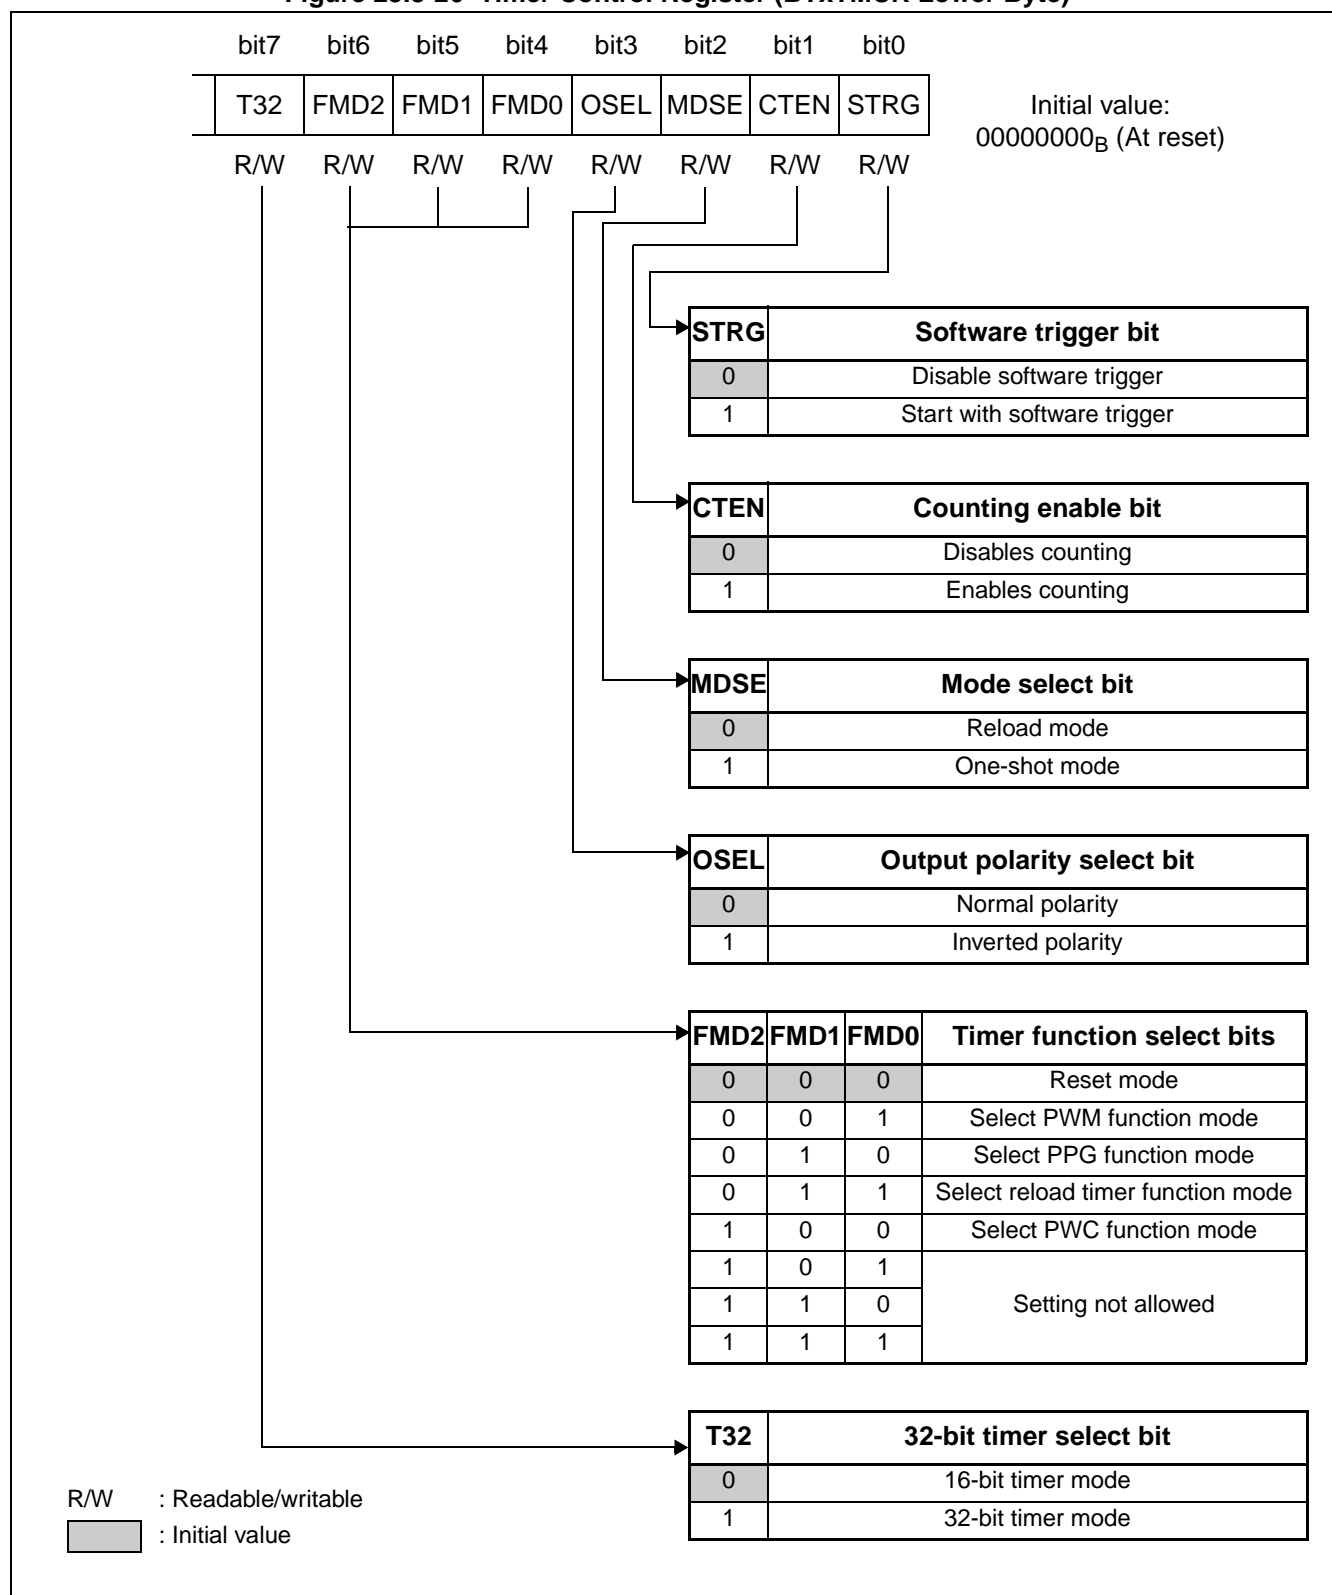 bit7 bit6 bit5 bit4 bit3 bit2 bit1 bit0
T32 FMD2 FMD1 FMD0 OSEL MDSE CTEN STRG
Initial value:
00000000B (At reset)
R/W R/W R/W R/W R/W R/W R/W R/W
STRG Software trigger bit
0 Disable software trigger
1 Start with software trigger
CTEN Counting enable bit
0 Disables counting
1 Enables counting
MDSE Mode select bit
0 Reload mode
1 One-shot mode
OSEL Output polarity select bit
0 Normal polarity
1 Inverted polarity
FMD2 FMD1 FMD0 Timer function select bits
0 0 0 Reset mode
0 0 1 Select PWM function mode
0 1 0 Select PPG function mode
0 1 1 Select reload timer function mode
1 0 0 Select PWC function mode
1 0 1
1 1 0 Setting not allowed
1 1 1
T32 32-bit timer select bit
0 16-bit timer mode
1 32-bit timer mode
R/W : Readable/writable
: Initial value